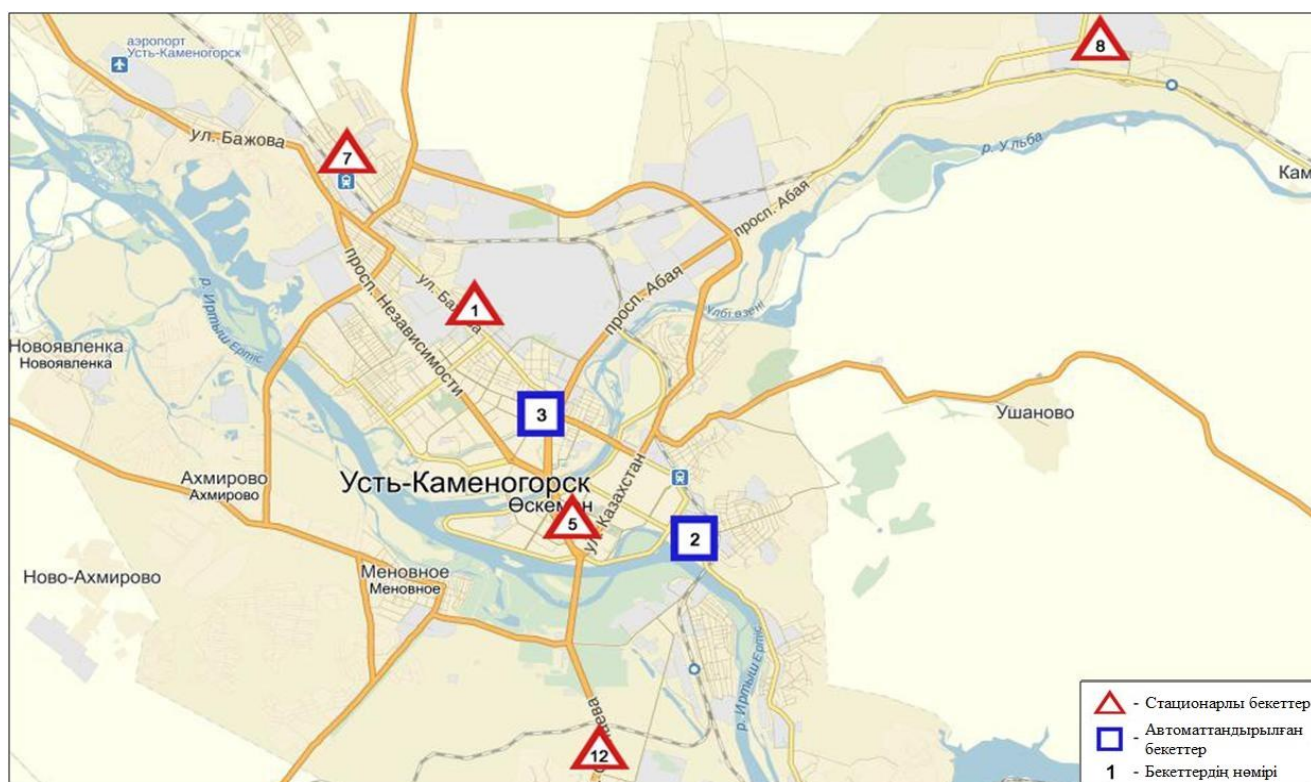 аэропорт
Усть-Каменогорск
8
ул. Бажова
7
р. Ульба
Кам
просп. Абая
р. Иртыш Ертіс
просп. Независимости
ул. Ба
1
просп. Абая
Үлбі өзені
Новоявленка
Новоявленка
3
Ушаново
Ахмирово
Ахмирово
Усть-Каменогорск
Өскемен
5
ул. Казахстан
2
Ново-Ахмирово
Меновное
Меновное
р. Иртыш Ертіс
12
- Стационарлы бекеттер
- Автоматтандырылған
бекеттер
1 - Бекеттердің нөмірі